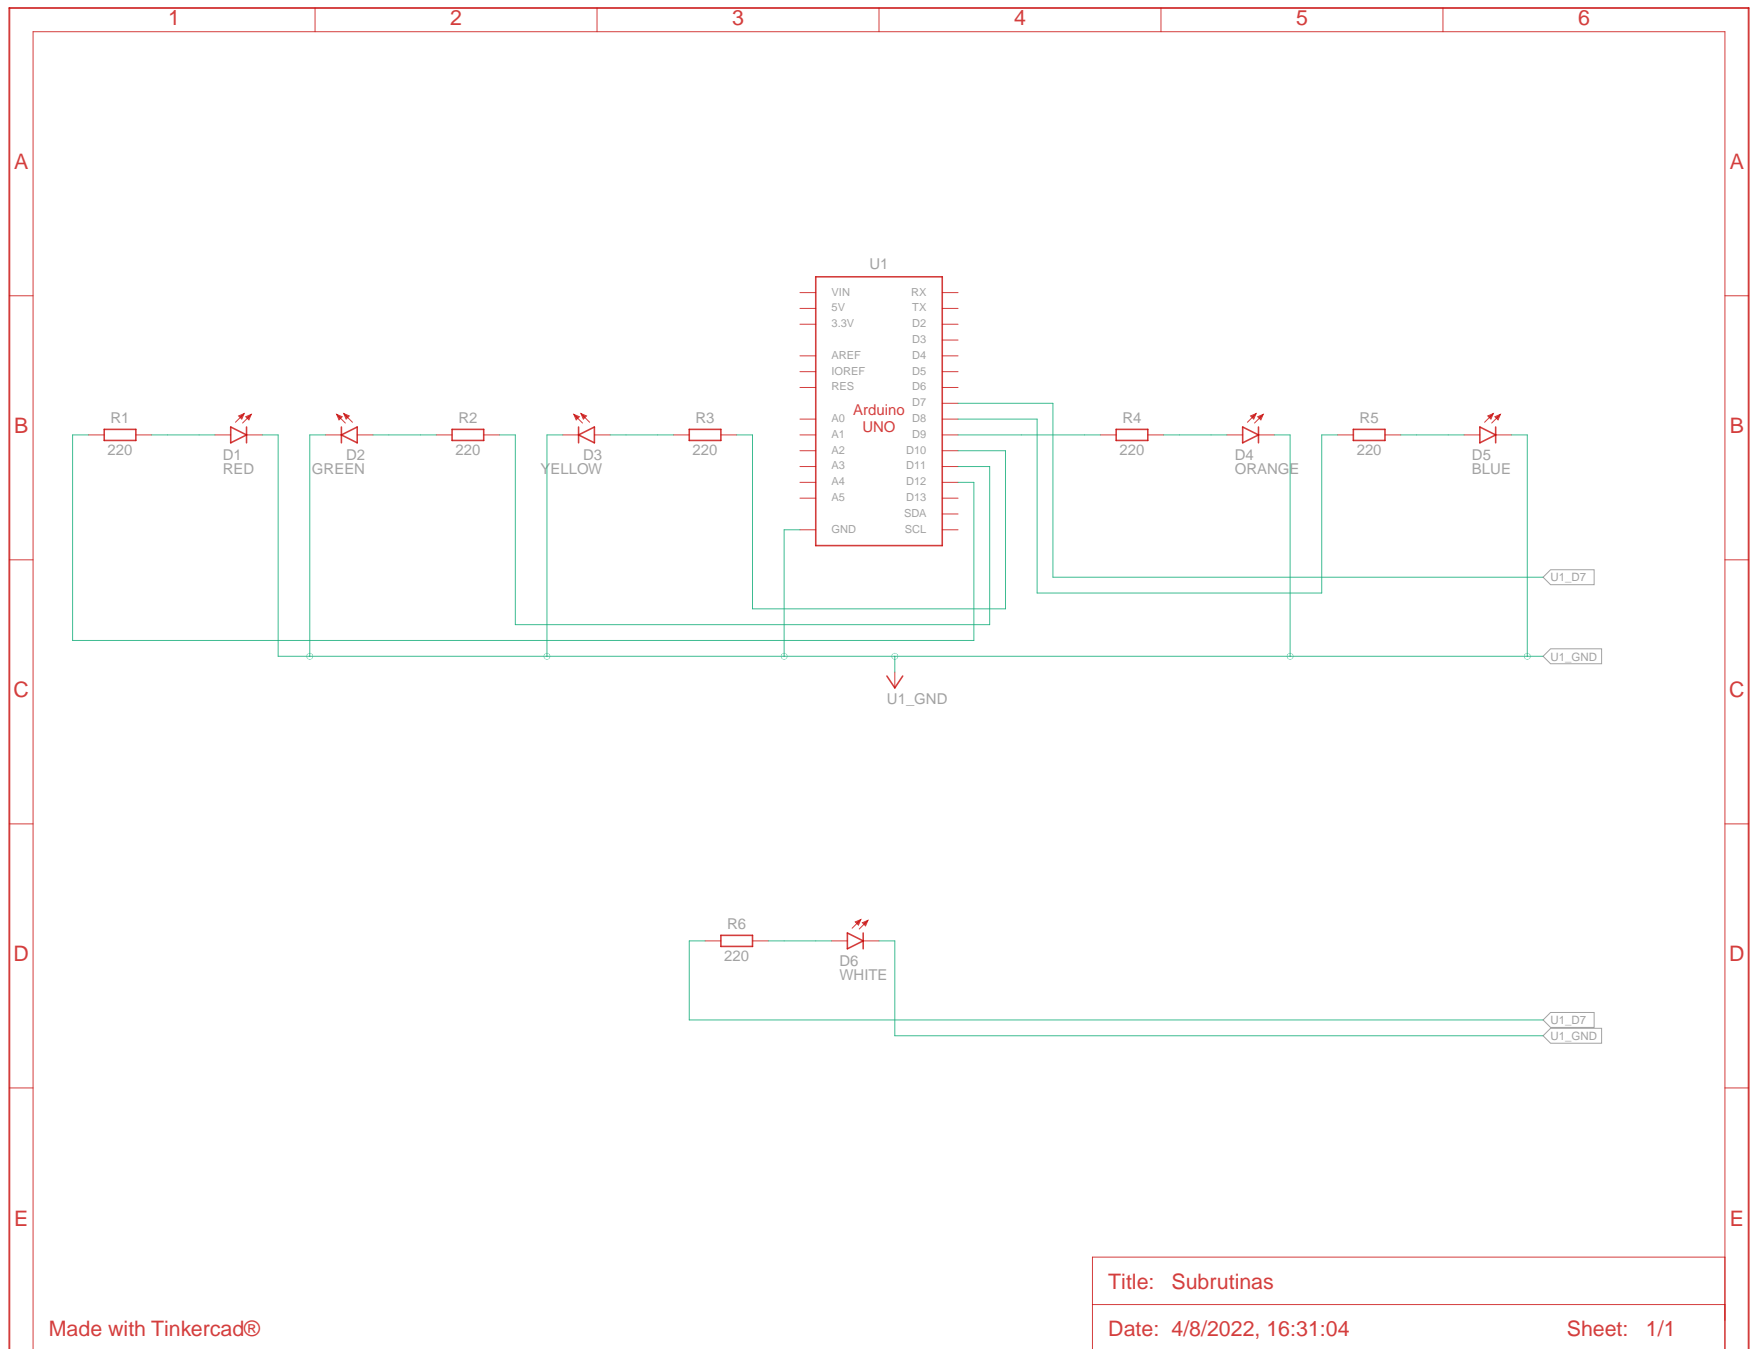 1 2 3 4 5 6
A A
U1
VIN RX
5V TX
3.3V D2
D3
AREF D4
IOREF D5
RES D6
D7
A0 D8
A1 D9
A2 D10
A3 D11
A4 D12
A5 D13
SDA
GND SCL
Arduino
UNO
B B
R1
220
D1
RED
D2
GREEN
R2
220
D3
YELLOW
R3
220
R4
220
D4
ORANGE
R5
220
D5
BLUE
U1_D7
U1_GND
U1_GND
C C
D D
R6
220
D6
WHITE
U1_D7
U1_GND
E E
Title: Subrutinas
Made with Tinkercad®
Date: 4/8/2022, 16:31:04 Sheet: 1/1